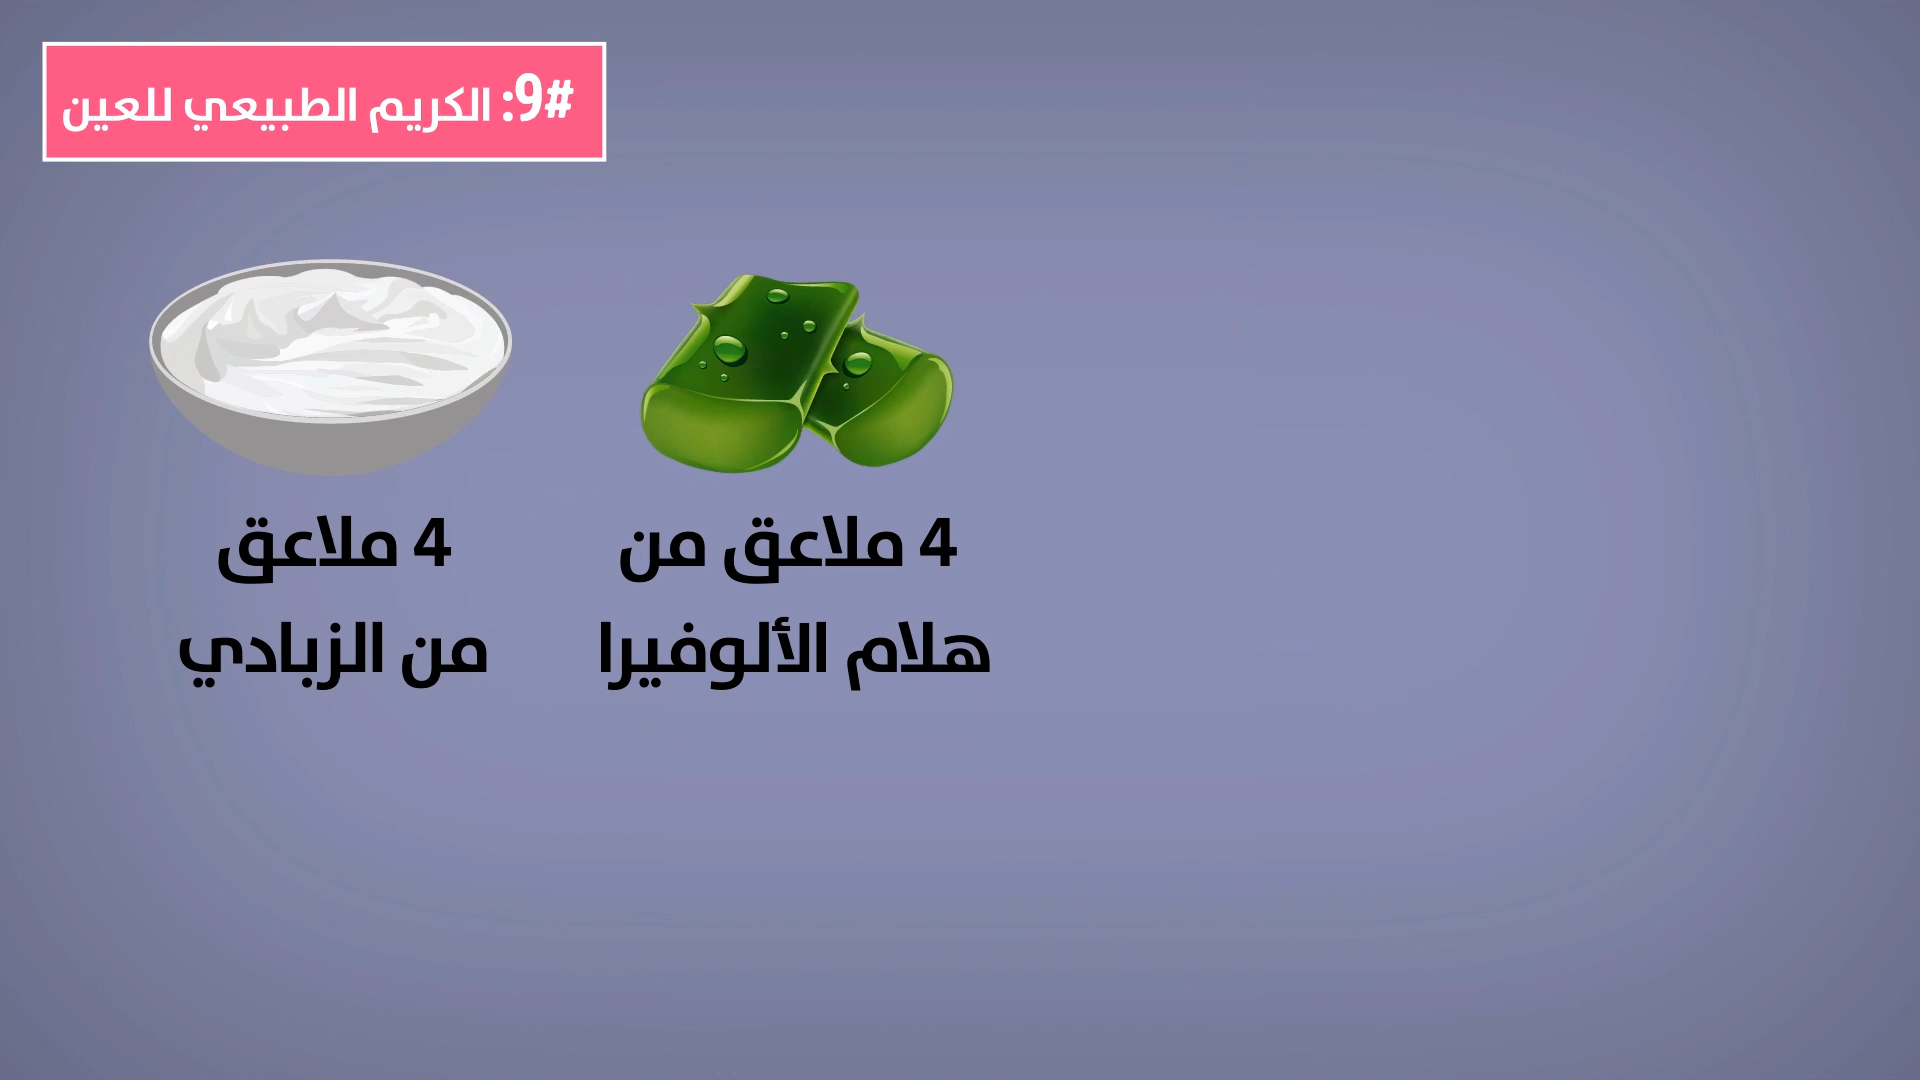 #9: الكريم الطبيعي للعين
4 ملاعق
من الزبادي
4 ملاعق من
هلام الألوفيرا